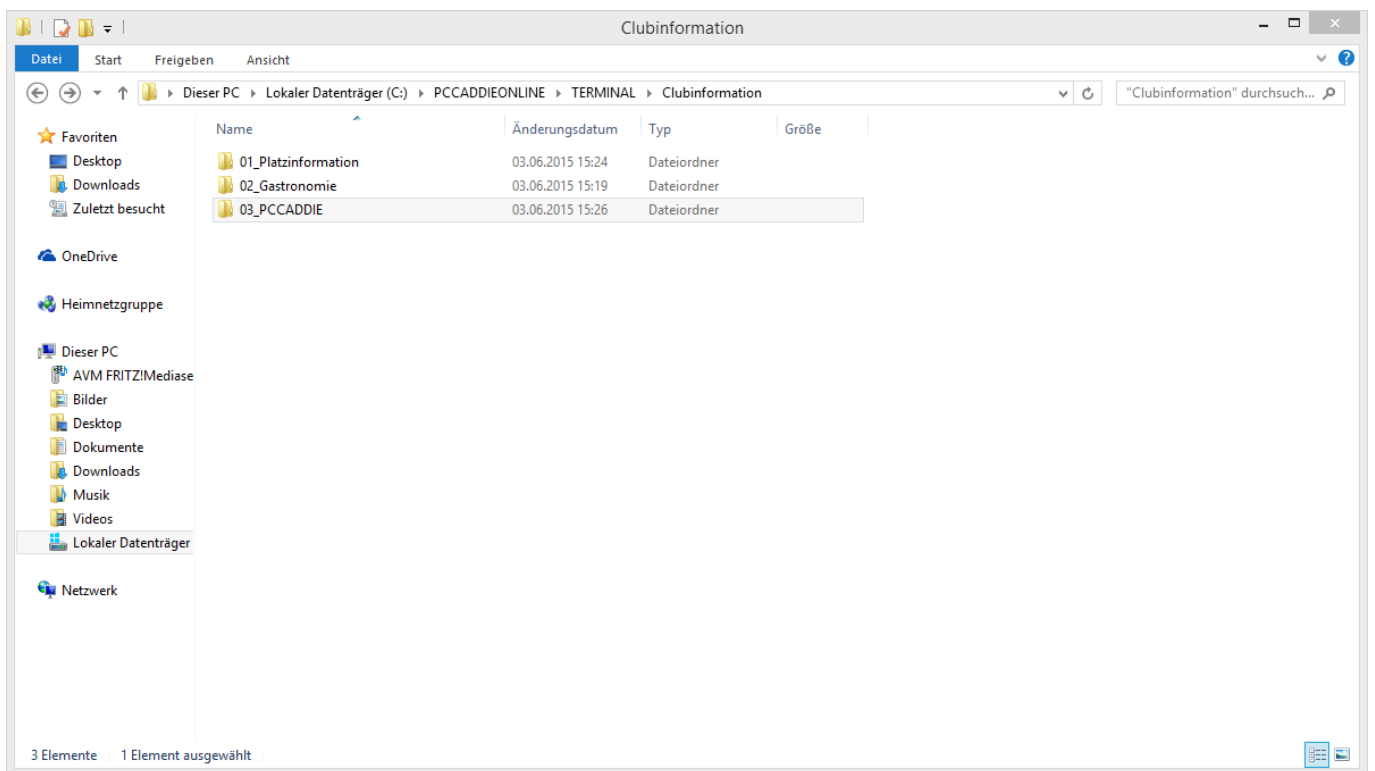 Clubinformation
Datei Start Freigeben Ansicht
Dieser PC Lokaler Datenträger (C:) PCCADDIEONLINE TERMINAL Clubinformation "Clubinformation" durchsuch...
Name Änderungsdatum Typ Größe
01_Platzinformation 03.06.2015 15:24 Dateiordner
02_Gastronomie 03.06.2015 15:19 Dateiordner
03_PCCADDIE 03.06.2015 15:26 Dateiordner
Favoriten
Desktop
Downloads
Zuletzt besucht
OneDrive
Heimnetzgruppe
Dieser PC
AVM FRITZ!Mediase
Bilder
Desktop
Dokumente
Downloads
Musik
Videos
Lokaler Datenträger
Netzwerk
3 Elemente 1 Element ausgewählt